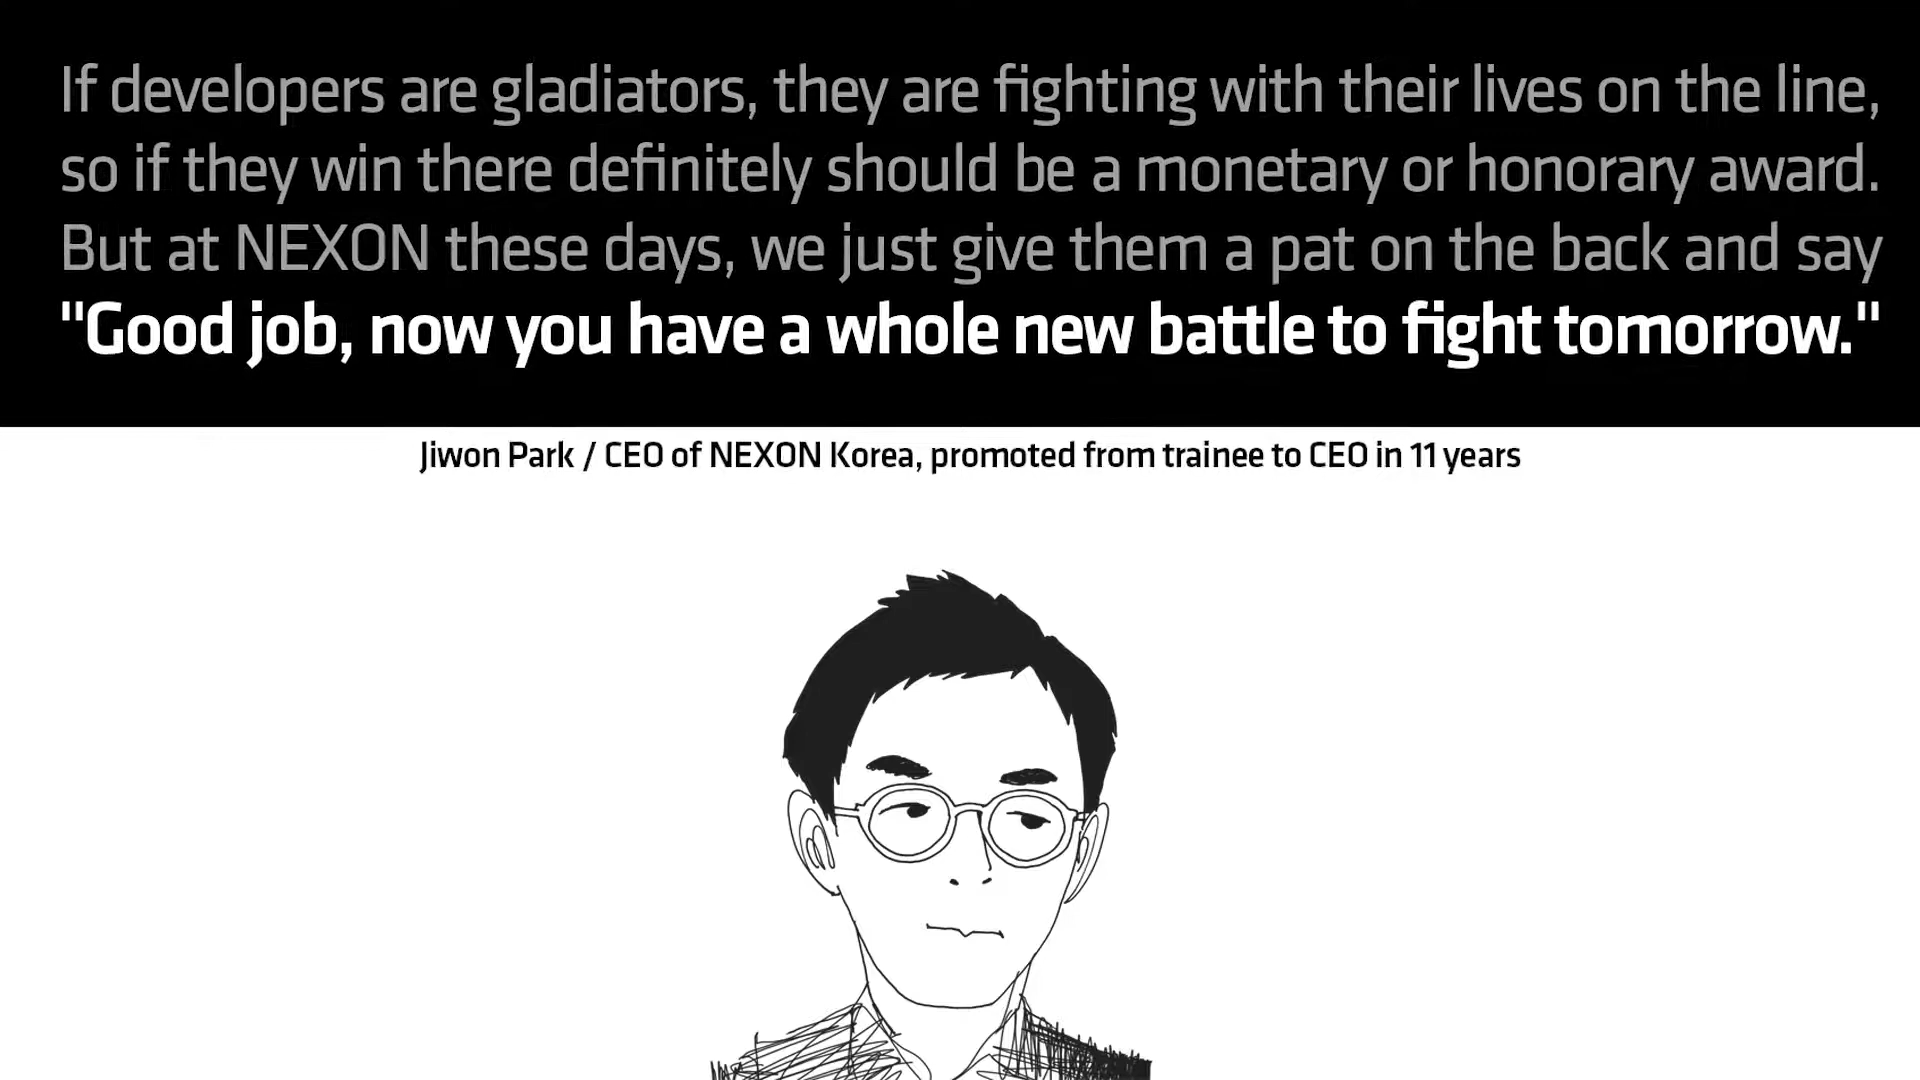 If developers are gladiators, they are fighting with their lives on the line,
so if they win there definitely should be a monetary or honorary award.
But at NEXON these days, we just give them a pat on the back and say
"Good job, now you have a whole new battle to fight tomorrow."
Jiwon Park / CEO of NEXON Korea, promoted from trainee to CEO in 11 years